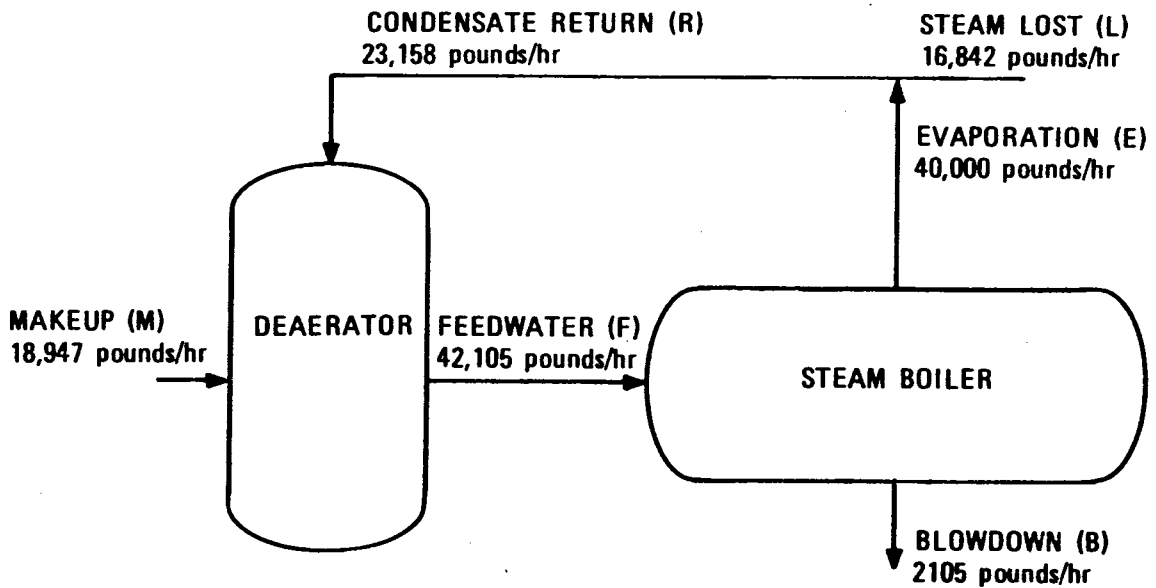 CONDENSATE RETURN (R)
23,158 pounds/hr
STEAM LOST (L)
16,842 pounds/hr
EVAPORATION (E)
40,000 pounds/hr
MAKEUP (M)
18,947 pounds/hr
DEAERATOR
FEEDWATER (F)
42,105 pounds/hr
STEAM BOILER
BLOWDOWN (B)
2105 pounds/hr